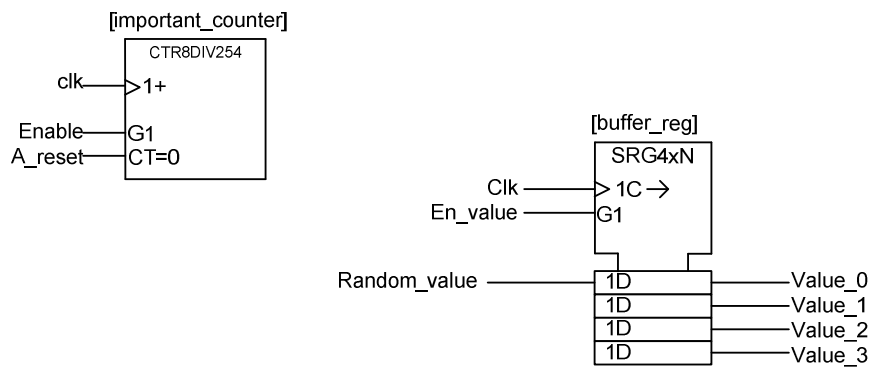 [important_counter]
CTR8DIV254
clk 1+
Enable G1
A_reset CT=0
[buffer_reg]
SRG4xN
Clk 1C →
En_value G1
Random_value 1D Value_0
1D Value_1
1D Value_2
1D Value_3